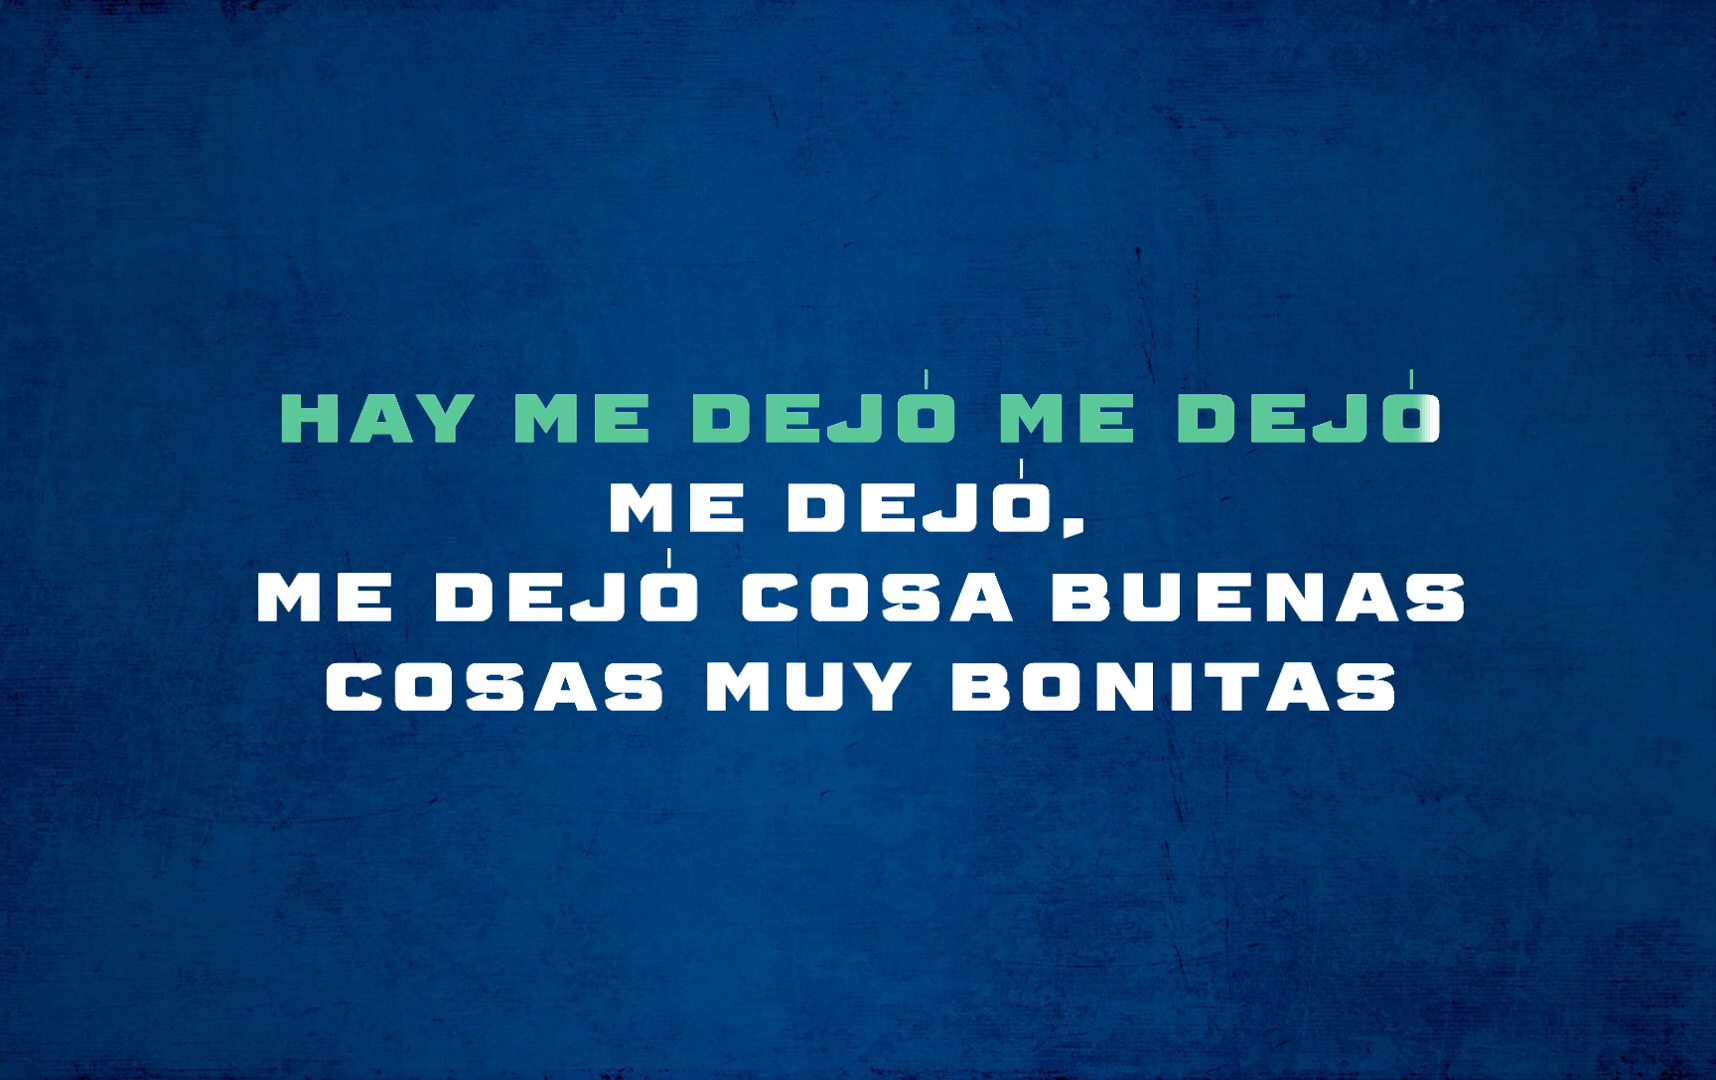 HAY ME DEJÓ ME DEJÓ
ME DEJÓ,
ME DEJÓ COSA BUENAS
COSAS MUY BONITAS